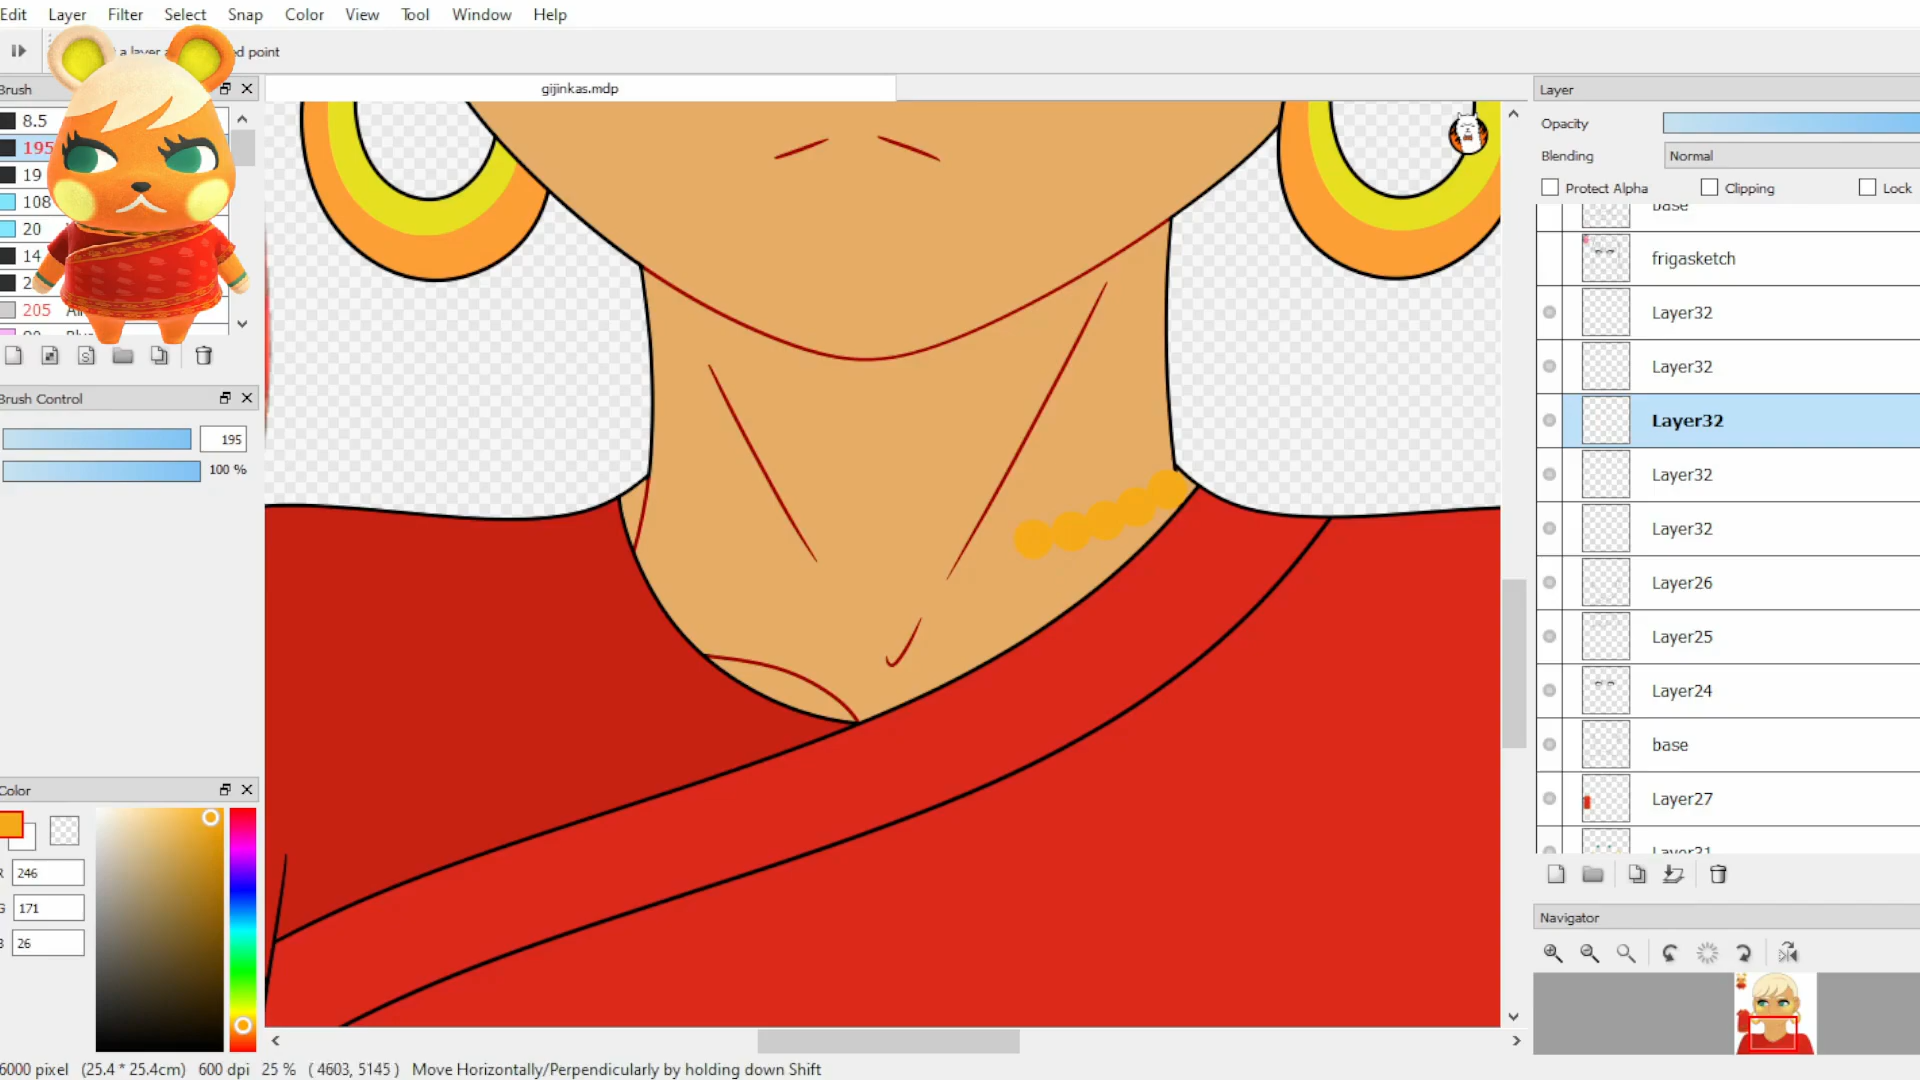 Edit Layer Filter Select Snap Color View Tool Window Help
a layer
d point
Brush
gijinkas.mdp
Layer
8.5
195
19
108
20
14
205
Opacity
Blending
Normal
Protect Alpha
Clipping
Lock
base
frigasketch
Layer32
Layer32
Layer32
Layer32
Layer32
Layer26
Layer25
Layer24
base
Layer27
Layer31
Brush Control
195
100 %
Color
R 246
G 171
B 26
Navigator
6000 pixel (25.4 * 25.4cm) 600 dpi 25 % ( 4603, 5145 ) Move Horizontally/Perpendicularly by holding down Shift